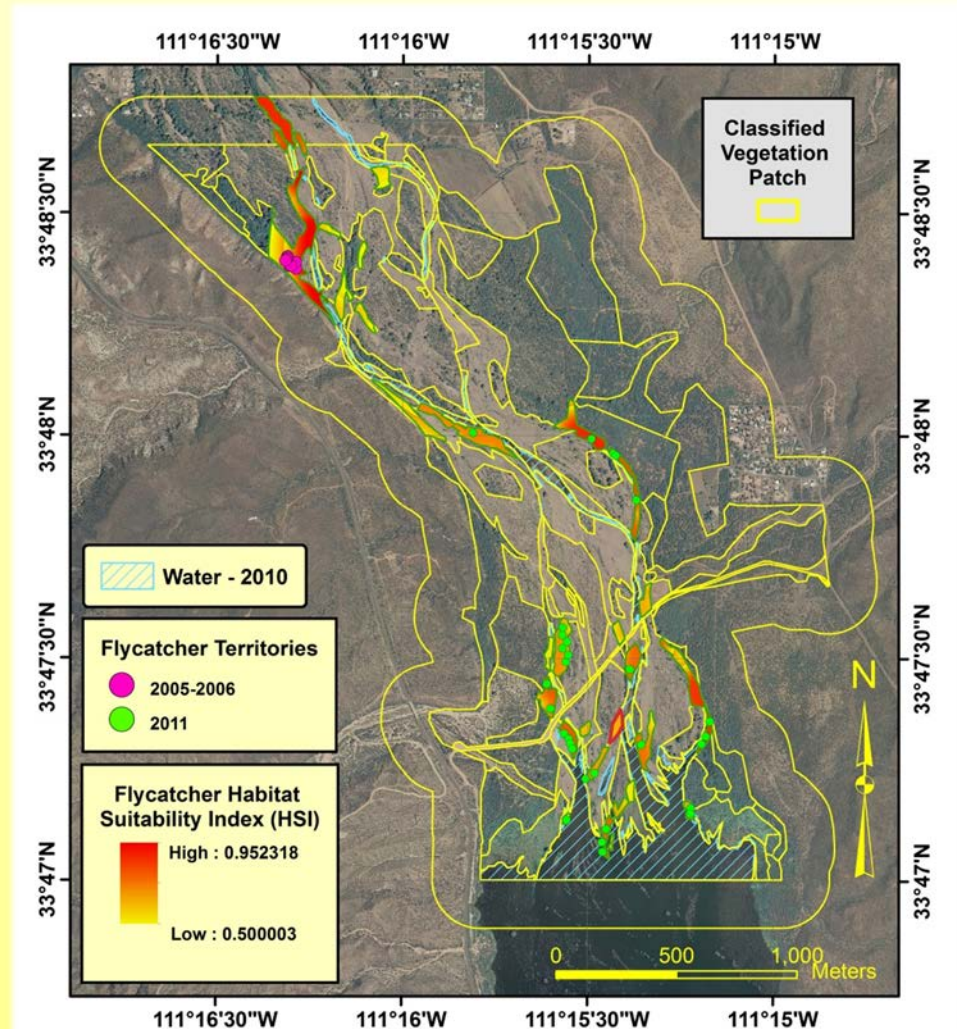 111°16'30"W 111°16'W 111°15'30"W 111°15'W
Classified
Vegetation
Patch
33°48'30"N
33°48'30"N
33°48'N
33°48'N
Water - 2010
Flycatcher Territories
2005-2006
2011
33°47'30"N
33°47'30"N
N
Flycatcher Habitat
Suitability Index (HSI)
High : 0.952318
Low : 0.500003
33°47'N
33°47'N
0 500 1,000
Meters
111°16'30"W 111°16'W 111°15'30"W 111°15'W